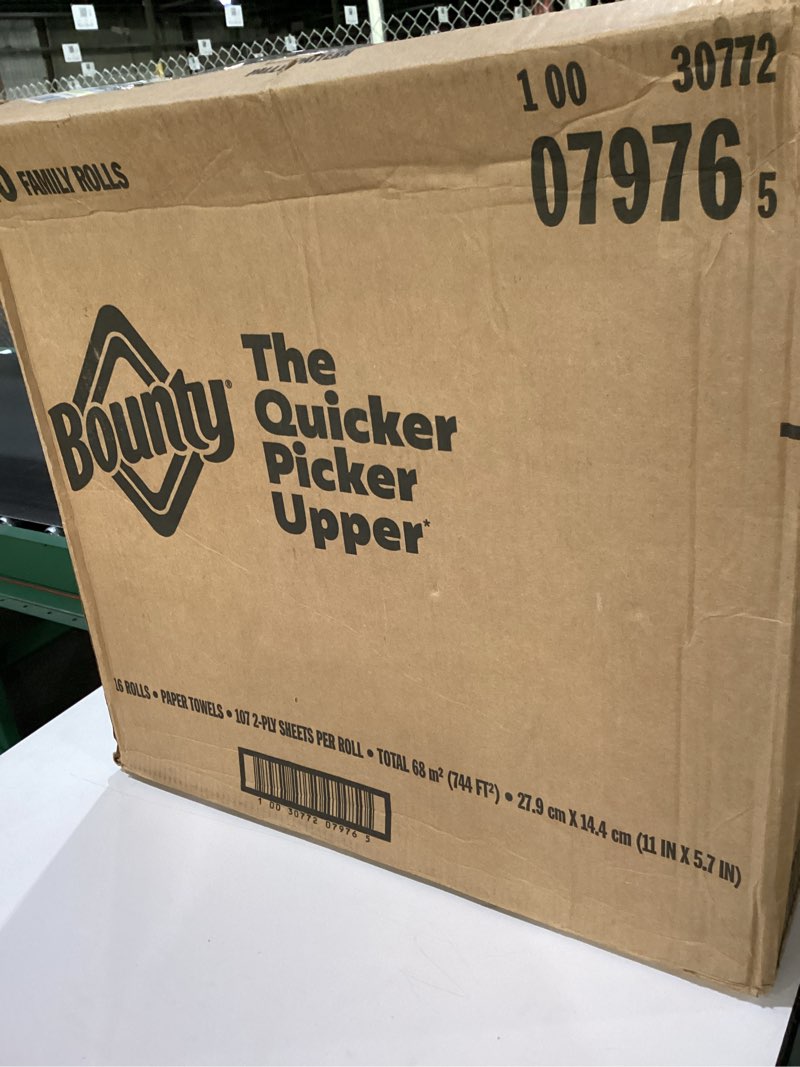 1 00 30772
07976 5
FAMILY ROLLS
Bounty®
The
Quicker
Picker
Upper*
16 ROLLS • PAPER TOWELS • 107 2-PLY SHEETS PER ROLL • TOTAL 68 m² (744 FT²) • 27.9 cm X 14.4 cm (11 IN X 5.7 IN)
1 00 30772 07976 5